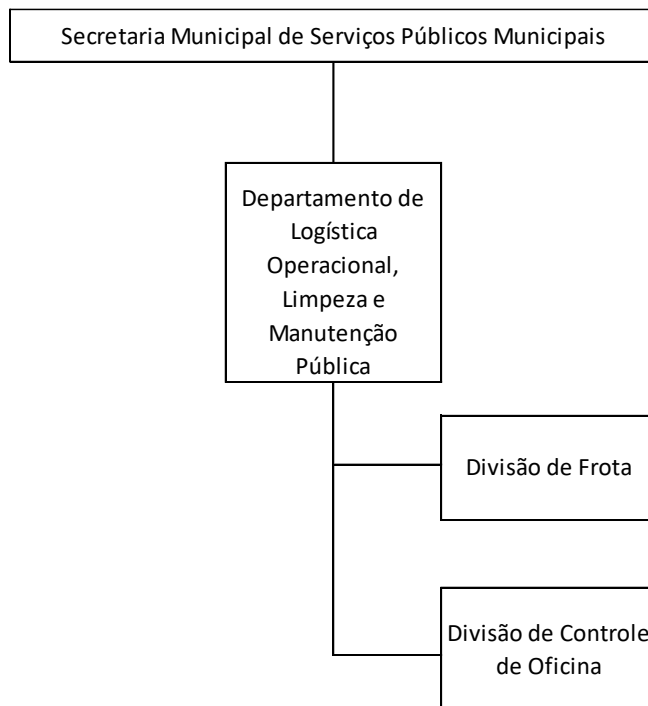 Secretaria Municipal de Serviços Públicos Municipais
Departamento de
Logística
Operacional,
Limpeza e
Manutenção
Pública
Divisão de Frota
Divisão de Controle
de Oficina